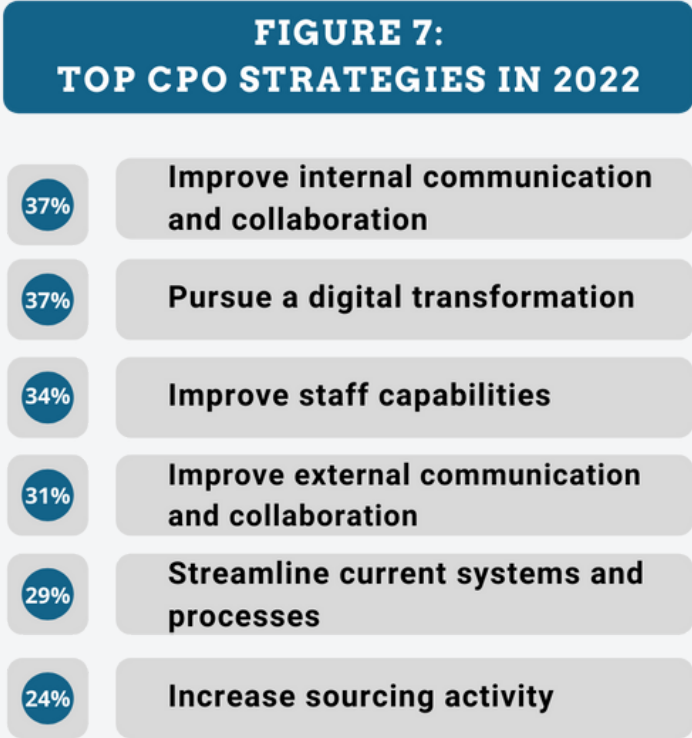 FIGURE 7:
TOP CPO STRATEGIES IN 2022
37%
Improve internal communication
and collaboration
37%
Pursue a digital transformation
34%
Improve staff capabilities
31%
Improve external communication
and collaboration
29%
Streamline current systems and
processes
24%
Increase sourcing activity